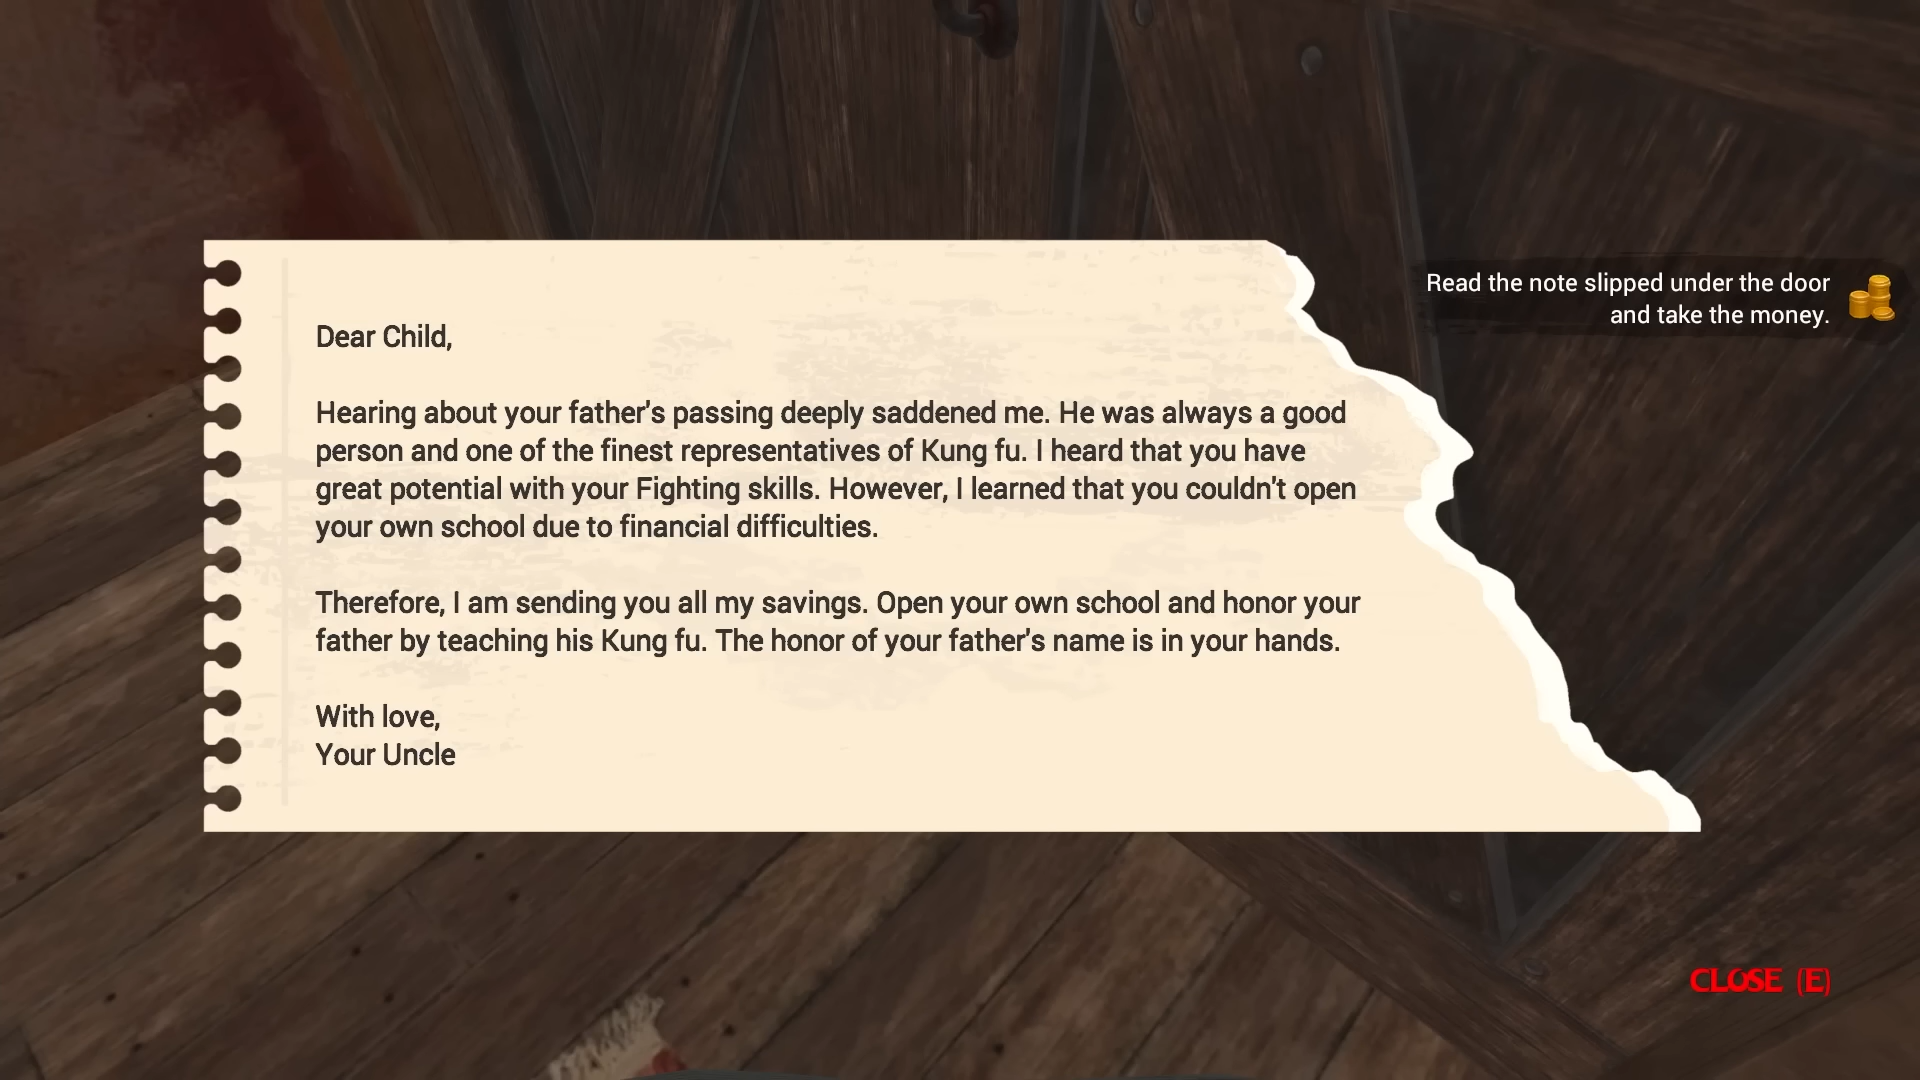 Dear Child,
Hearing about your father's passing deeply saddened me. He was always a good
person and one of the finest representatives of Kung fu. I heard that you have
great potential with your Fighting skills. However, I learned that you couldn't open
your own school due to financial difficulties.
Therefore, I am sending you all my savings. Open your own school and honor your
father by teaching his Kung fu. The honor of your father's name is in your hands.
With love,
Your Uncle
Read the note slipped under the door
and take the money.
CLOSE (E)